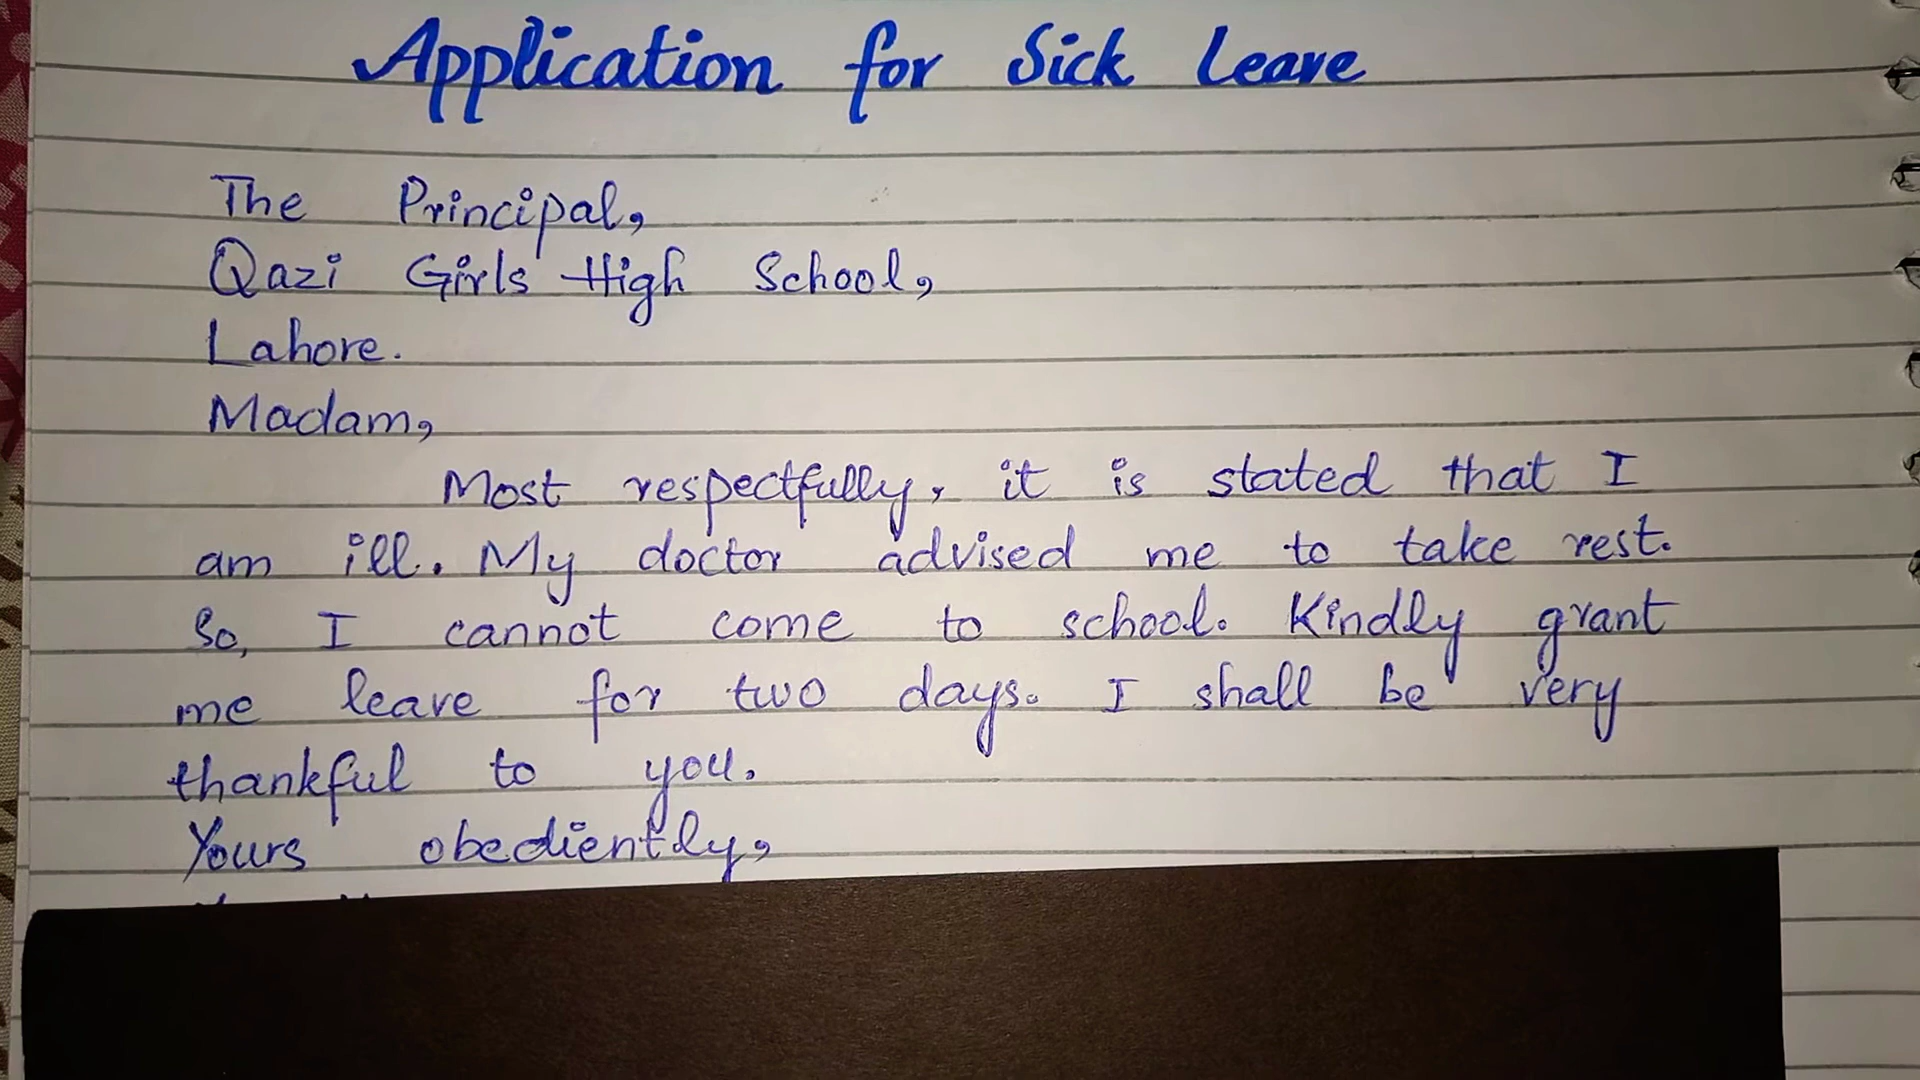 Application for Sick Leave
The Principal,
Qazi Girls High School,
Lahore.
Madam,
Most respectfully, it is stated that I
am ill. My doctor advised me to take rest.
So, I cannot come to school. Kindly grant
me leave for two days. I shall be very
thankful to you.
Yours obediently,